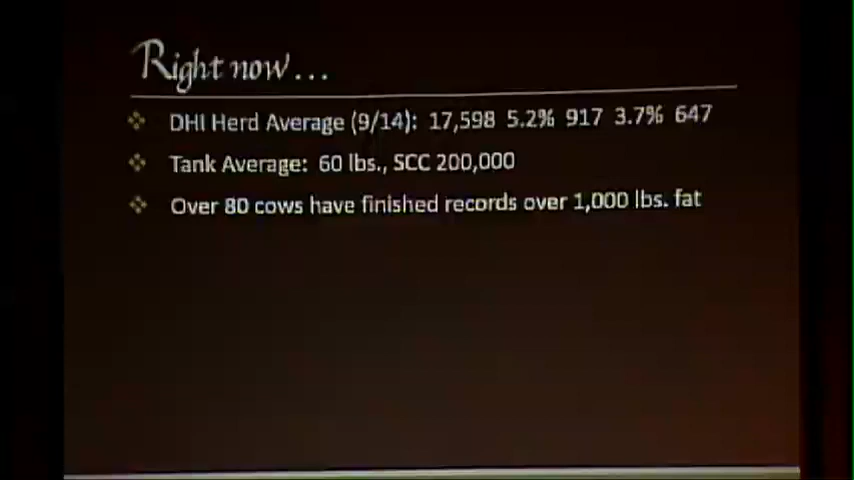 Right now...
DHI Herd Average (9/14): 17,598 5.2% 917 3.7% 647
Tank Average: 60 lbs., SCC 200,000
Over 80 cows have finished records over 1,000 lbs. fat